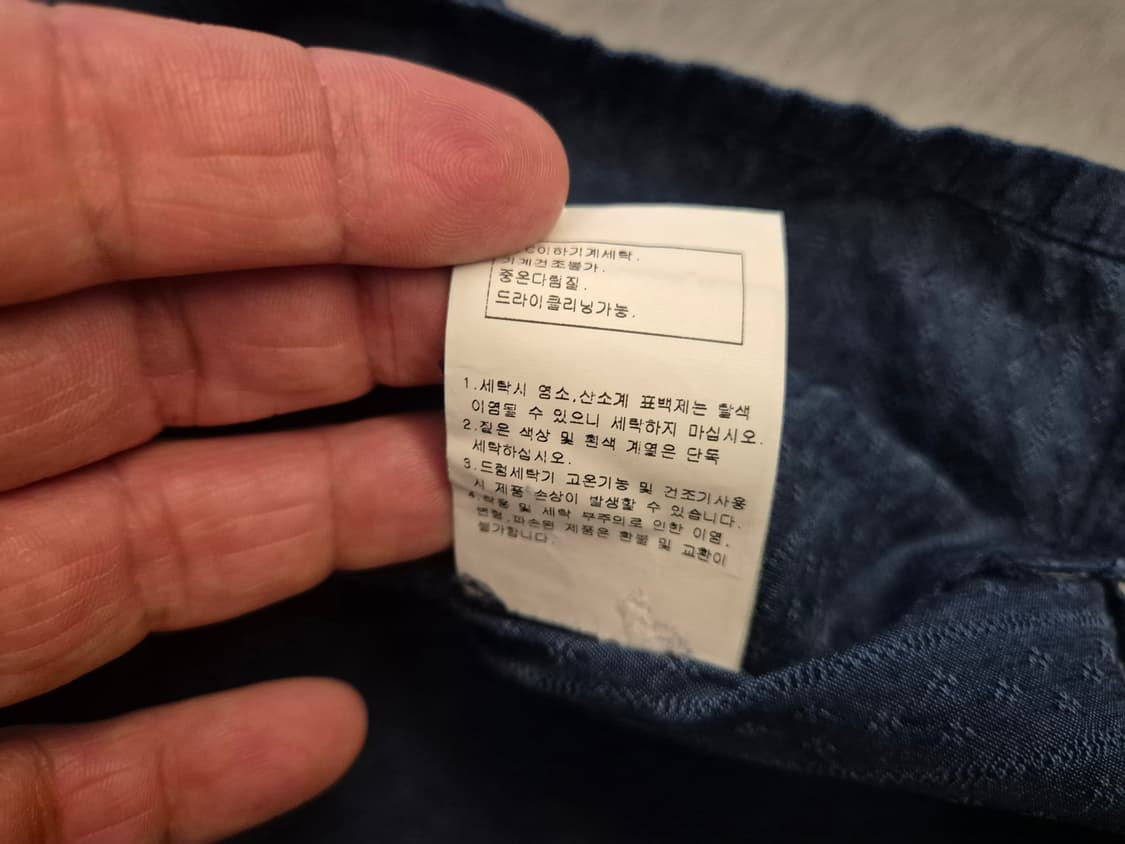 이하기계세탁.
기계건조불가.
중온다림질.
드라이클리닝가능.
1.세탁시 염소,산소계 표백제는 탈색
이염될 수 있으니 세탁하지 마십시오.
2.짙은 색상 및 흰색 계열은 단독
세탁하십시오.
3.드럼세탁기 고온기능 및 건조기사용
시 제품 손상이 발생할 수 있습니다.
4.착용 및 세탁 부주의로 인한 이염,
변형,파손된 제품은 환불 및 교환이
불가합니다.